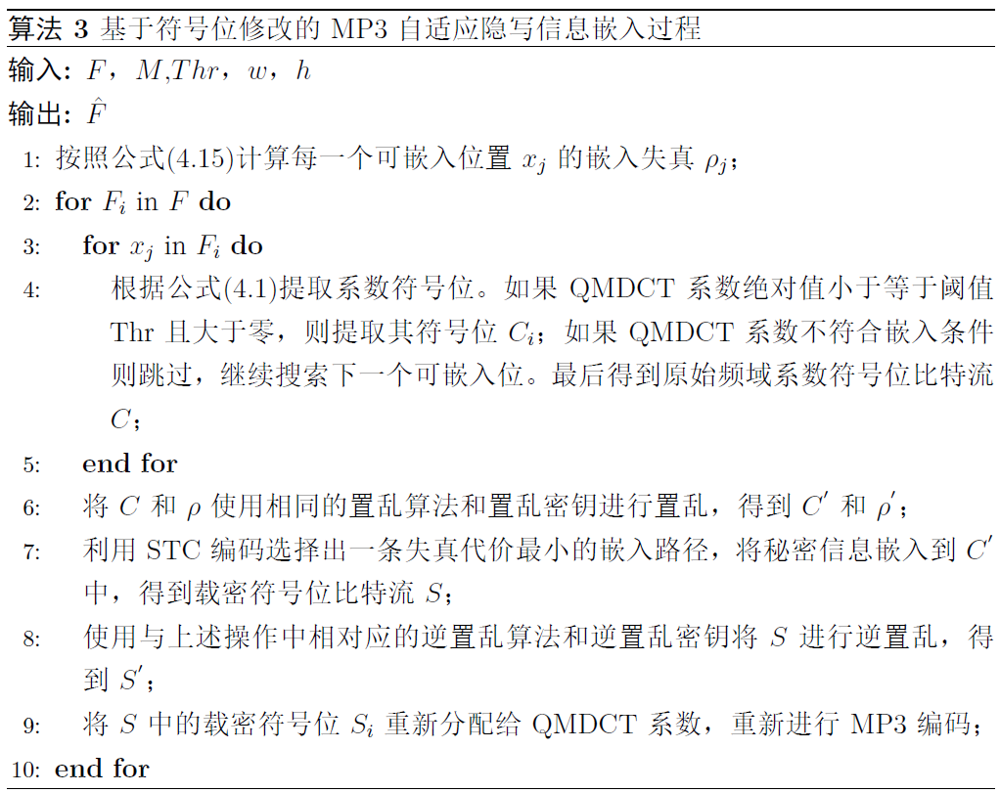 算法 3 基于符号位修改的 MP3 自适应隐写信息嵌入过程
输入: F，M,Thr，w，h
输出: F̂
1: 按照公式(4.15)计算每一个可嵌入位置 xⱼ 的嵌入失真 ρⱼ；
2: for Fᵢ in F do
3: for xⱼ in Fᵢ do
4: 根据公式(4.1)提取系数符号位。如果 QMDCT 系数绝对值小于等于阈值
Thr 且大于零，则提取其符号位 Cᵢ；如果 QMDCT 系数不符合嵌入条件
则跳过，继续搜索下一个可嵌入位。最后得到原始频域系数符号位比特流
C；
5: end for
6: 将 C 和 ρ 使用相同的置乱算法和置乱密钥进行置乱，得到 C′ 和 ρ′；
7: 利用 STC 编码选择出一条失真代价最小的嵌入路径，将秘密信息嵌入到 C′
中，得到载密符号位比特流 S；
8: 使用与上述操作中相对应的逆置乱算法和逆置乱密钥将 S 进行逆置乱，得
到 S′；
9: 将 S 中的载密符号位 Sᵢ 重新分配给 QMDCT 系数，重新进行 MP3 编码；
10: end for